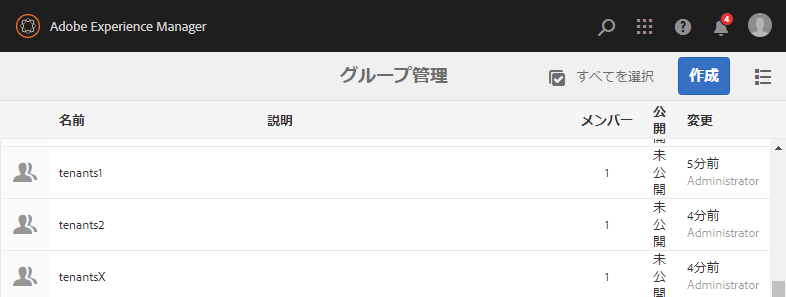 Adobe Experience Manager
4
グループ管理
すべてを選択
作成
名前 説明 メンバー 公開 変更
tenants1 1 未公開 5分前
Administrator
tenants2 1 未公開 4分前
Administrator
tenantsX 1 未公開 4分前
Administrator